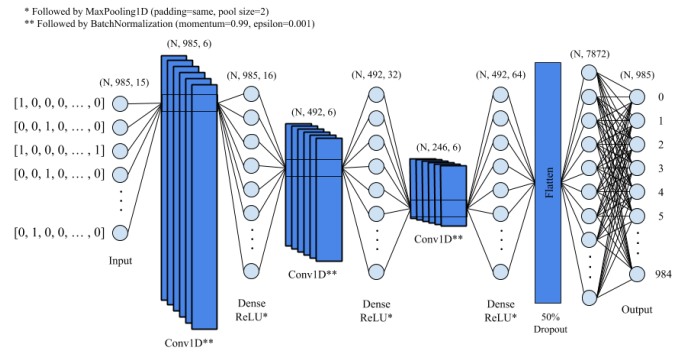 * Followed by MaxPooling1D (padding=same, pool size=2)
** Followed by BatchNormalization (momentum=0.99, epsilon=0.001)
(N, 985, 6)
(N, 985, 15)
(N, 985, 16)
(N, 492, 6)
(N, 492, 32)
(N, 246, 6)
(N, 492, 64)
(N, 7872)
(N, 985)
[1, 0, 0, 0, ... , 0]
[0, 0, 1, 0, ... , 0]
[1, 0, 0, 0, ... , 1]
[0, 0, 1, 0, ... , 0]
[0, 1, 0, 0, ... , 0]
Input
Conv1D**
Dense
ReLU*
Conv1D**
Dense
ReLU*
Conv1D**
Dense
ReLU*
Flatten
50%
Dropout
0
1
2
3
4
5
984
Output